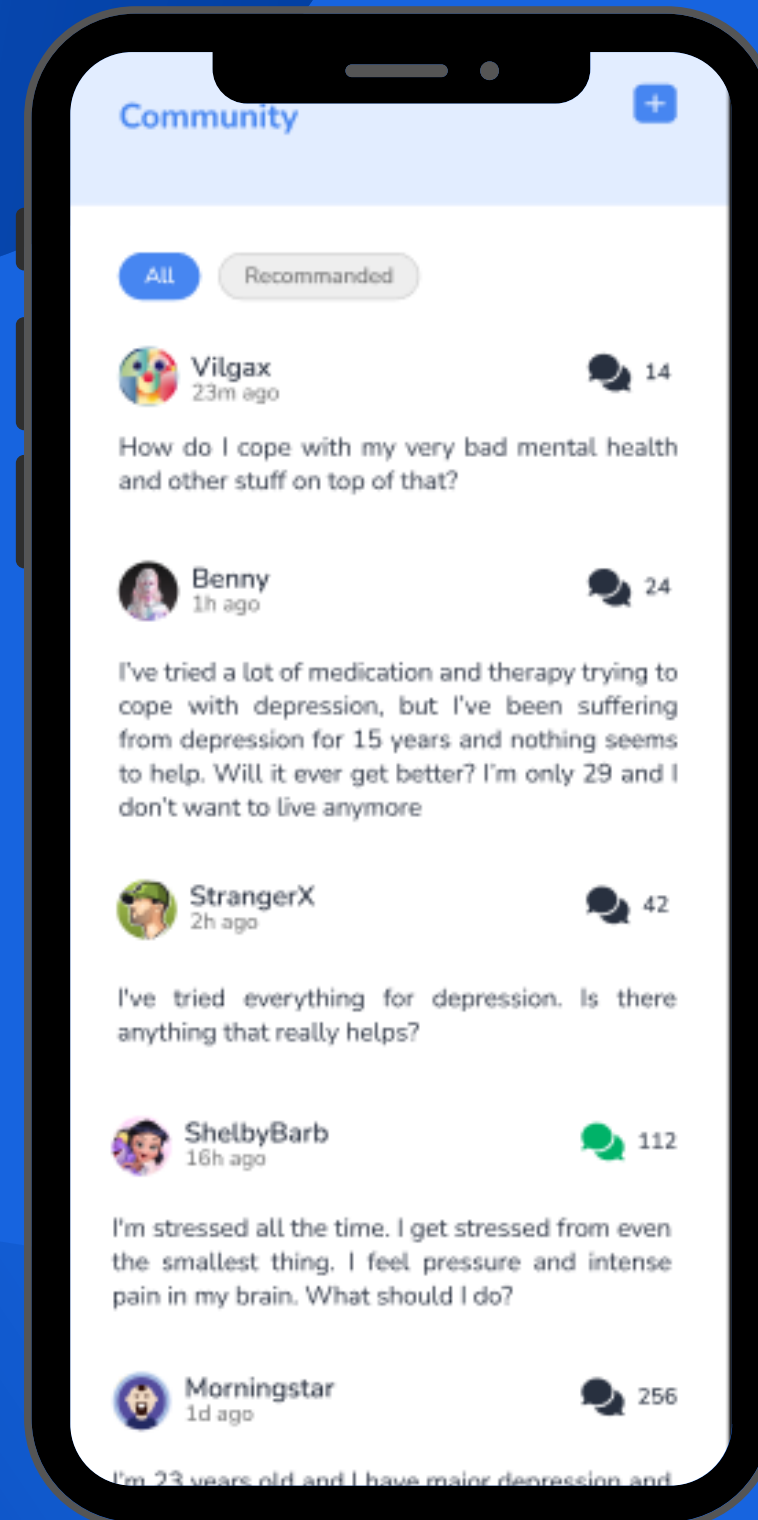 Community
+
All Recommanded
Vilgax 14
23m ago
How do I cope with my very bad mental health
and other stuff on top of that?
Benny 24
1h ago
I've tried a lot of medication and therapy trying to
cope with depression, but I've been suffering
from depression for 15 years and nothing seems
to help. Will it ever get better? I'm only 29 and I
don't want to live anymore
StrangerX 42
2h ago
I've tried everything for depression. Is there
anything that really helps?
ShelbyBarb 112
16h ago
I'm stressed all the time. I get stressed from even
the smallest thing. I feel pressure and intense
pain in my brain. What should I do?
Morningstar 256
1d ago
I'm 23 years old and I have major depression and